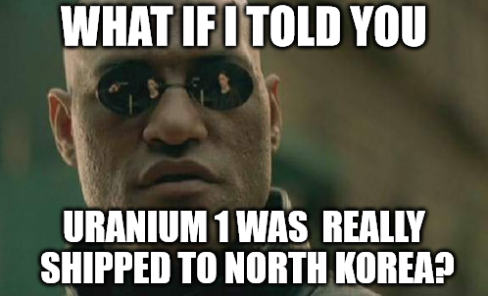 WHAT IF I TOLD YOU
URANIUM 1 WAS REALLY
SHIPPED TO NORTH KOREA?